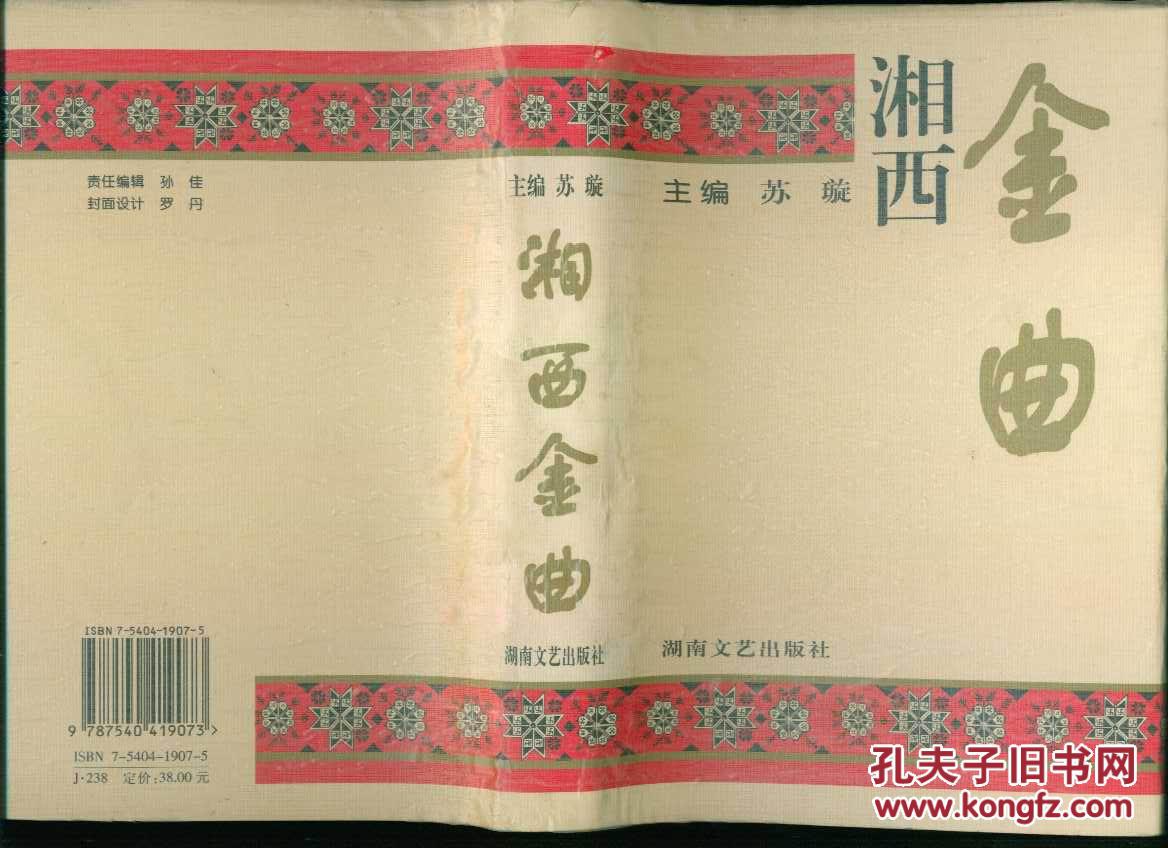 责任编辑 孙 佳
封面设计 罗 丹
ISBN 7-5404-1907-5
9 787540 419073 >
ISBN 7-5404-1907-5
J·238 定价:38.00 元
主编 苏 璇
湘西金曲
湖南文艺出版社
湘西
金曲
主编 苏 璇
湖南文艺出版社
孔夫子旧书网
www.kongfz.com